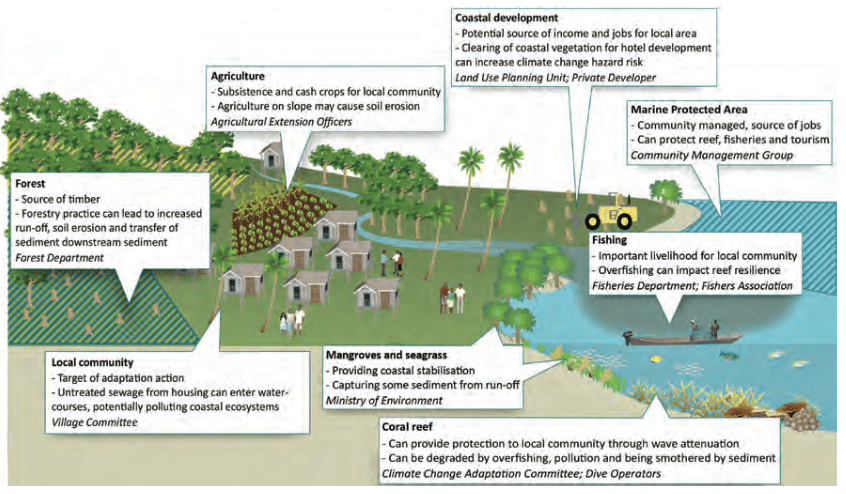 Coastal development
- Potential source of income and jobs for local area
- Clearing of coastal vegetation for hotel development
can increase climate change hazard risk
Land Use Planning Unit; Private Developer
Agriculture
- Subsistence and cash crops for local community
- Agriculture on slope may cause soil erosion
Agricultural Extension Officers
Marine Protected Area
- Community managed, source of jobs
- Can protect reef, fisheries and tourism
Community Management Group
Forest
- Source of timber
- Forestry practice can lead to increased
run-off, soil erosion and transfer of
sediment downstream sediment
Forest Department
Fishing
- Important livelihood for local community
- Overfishing can impact reef resilience
Fisheries Department; Fishers Association
Local community
- Target of adaptation action
- Untreated sewage from housing can enter water-
courses, potentially polluting coastal ecosystems
Village Committee
Mangroves and seagrass
- Providing coastal stabilisation
- Capturing some sediment from run-off
Ministry of Environment
Coral reef
- Can provide protection to local community through wave attenuation
- Can be degraded by overfishing, pollution and being smothered by sediment
Climate Change Adaptation Committee; Dive Operators